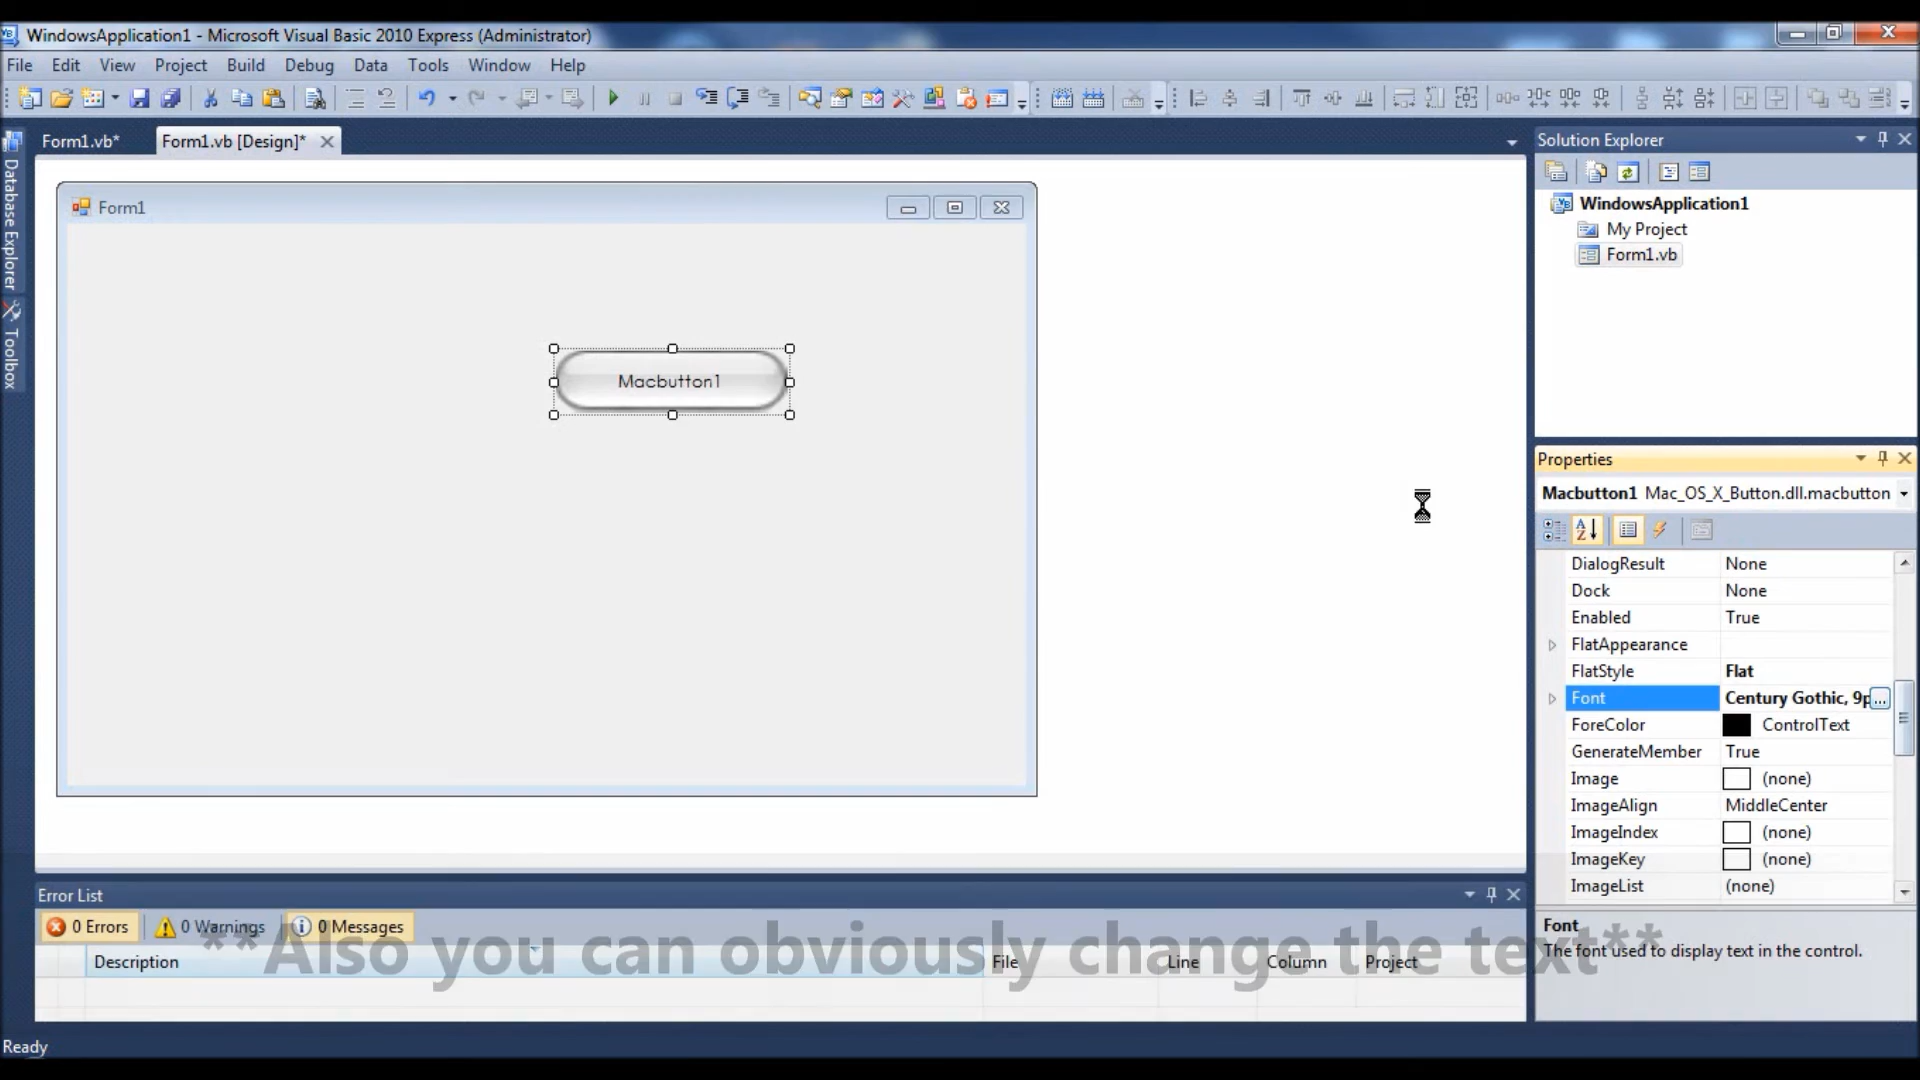 WindowsApplication1 - Microsoft Visual Basic 2010 Express (Administrator)
File Edit View Project Build Debug Data Tools Window Help
Form1.vb* Form1.vb [Design]*
Database Explorer
Toolbox
Form1
Macbutton1
Solution Explorer
WindowsApplication1
My Project
Form1.vb
Properties
Macbutton1 Mac_OS_X_Button.dll.macbutton
DialogResult None
Dock None
Enabled True
FlatAppearance
FlatStyle Flat
Font Century Gothic, 9p ...
ForeColor ControlText
GenerateMember True
Image (none)
ImageAlign MiddleCenter
ImageIndex (none)
ImageKey (none)
ImageList (none)
Font
The font used to display text in the control.
Error List
0 Errors 0 Warnings 0 Messages
Description File Line Column Project
**Also you can obviously change the text**
Ready